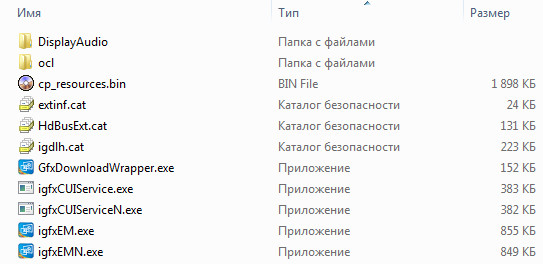 Имя Тип Размер
DisplayAudio Папка с файлами
ocl Папка с файлами
cp_resources.bin BIN File 1 898 КБ
extinf.cat Каталог безопасности 24 КБ
HdBusExt.cat Каталог безопасности 131 КБ
igdlh.cat Каталог безопасности 223 КБ
GfxDownloadWrapper.exe Приложение 152 КБ
igfxCUIService.exe Приложение 383 КБ
igfxCUIServiceN.exe Приложение 382 КБ
igfxEM.exe Приложение 855 КБ
igfxEMN.exe Приложение 849 КБ